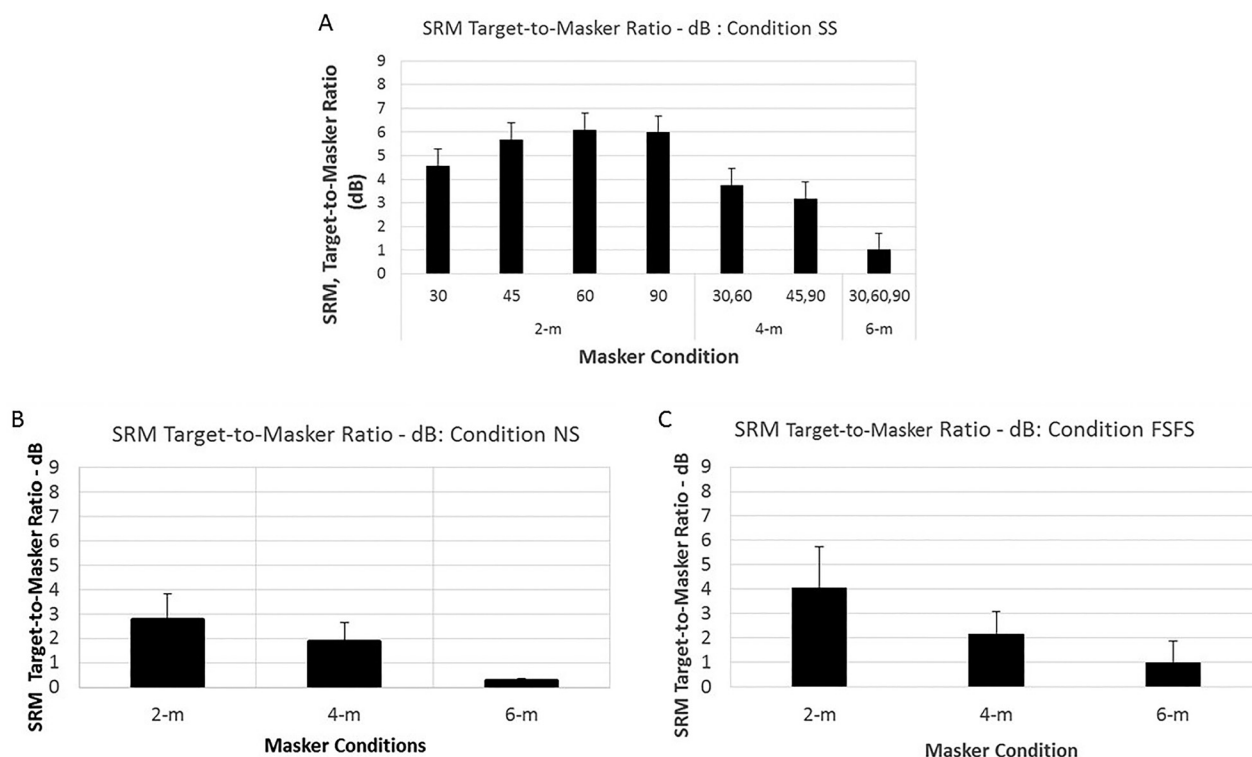 A
SRM Target-to-Masker Ratio - dB : Condition SS
SRM, Target-to-Masker Ratio
(dB)
9
8
7
6
5
4
3
2
1
0
30 45 60 90 30,60 45,90 30,60,90
2-m 4-m 6-m
Masker Condition
B
SRM Target-to-Masker Ratio - dB: Condition NS
SRM Target-to-Masker Ratio - dB
9
8
7
6
5
4
3
2
1
0
2-m 4-m 6-m
Masker Conditions
C
SRM Target-to-Masker Ratio - dB: Condition FSFS
SRM Target-to-Masker Ratio - dB
9
8
7
6
5
4
3
2
1
0
2-m 4-m 6-m
Masker Condition